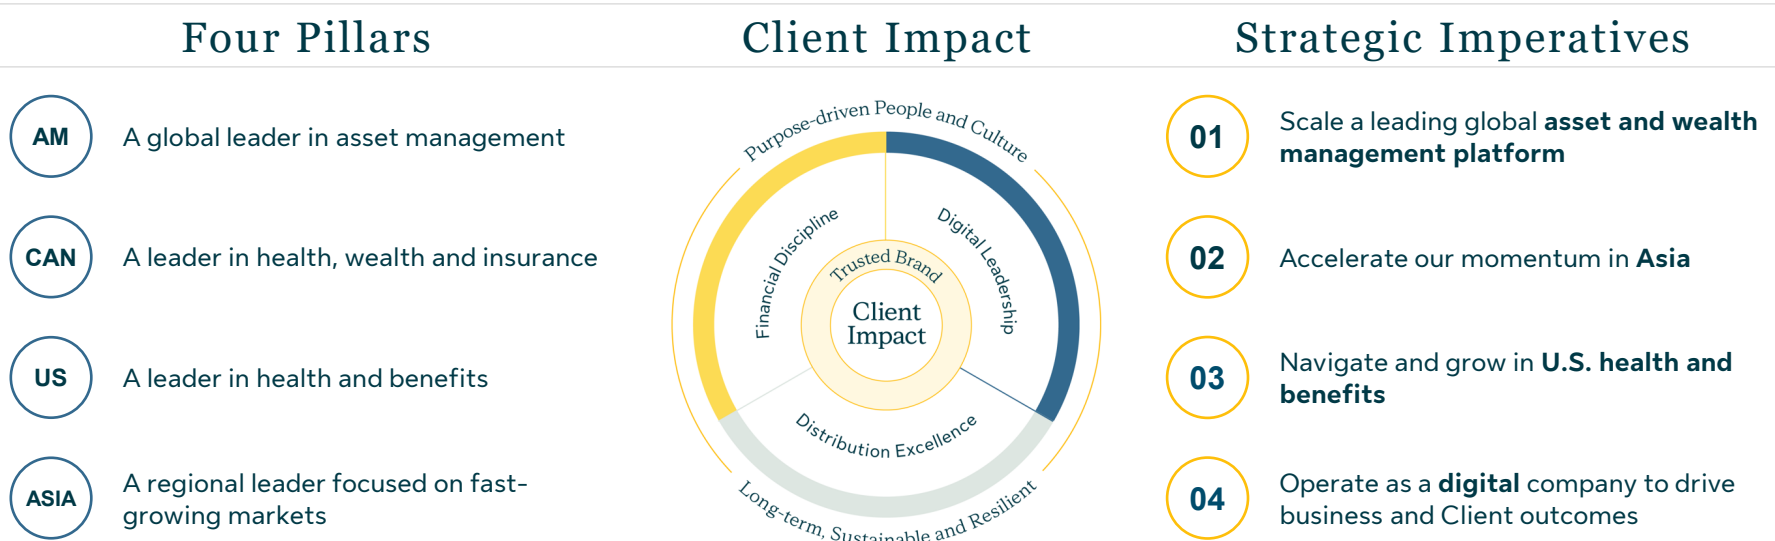 Four Pillars
AM
A global leader in asset management
CAN
A leader in health, wealth and insurance
US
A leader in health and benefits
ASIA
A regional leader focused on fast-
growing markets
Client Impact
Purpose-driven People and Culture
Financial Discipline
Digital Leadership
Trusted Brand
Client
Impact
Distribution Excellence
Long-term, Sustainable and Resilient
Strategic Imperatives
01
Scale a leading global asset and wealth
management platform
02
Accelerate our momentum in Asia
03
Navigate and grow in U.S. health and
benefits
04
Operate as a digital company to drive
business and Client outcomes